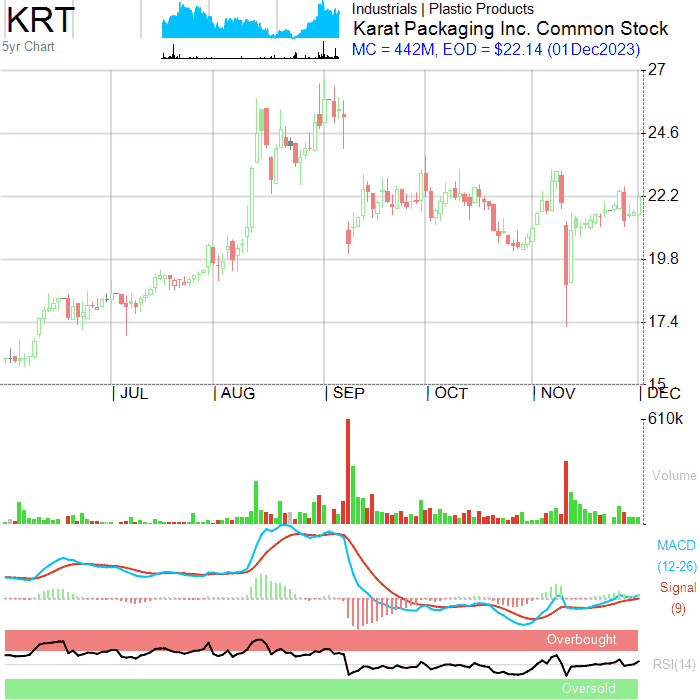 KRT
5yr Chart
Industrials | Plastic Products
Karat Packaging Inc. Common Stock
MC = 442M, EOD = $22.14 (01Dec2023)
27
24.6
22.2
19.8
17.4
15
| JUL | AUG | SEP | OCT | NOV | DEC
610k
Volume
MACD
(12-26)
Signal
(9)
Overbought
RSI(14)
Oversold